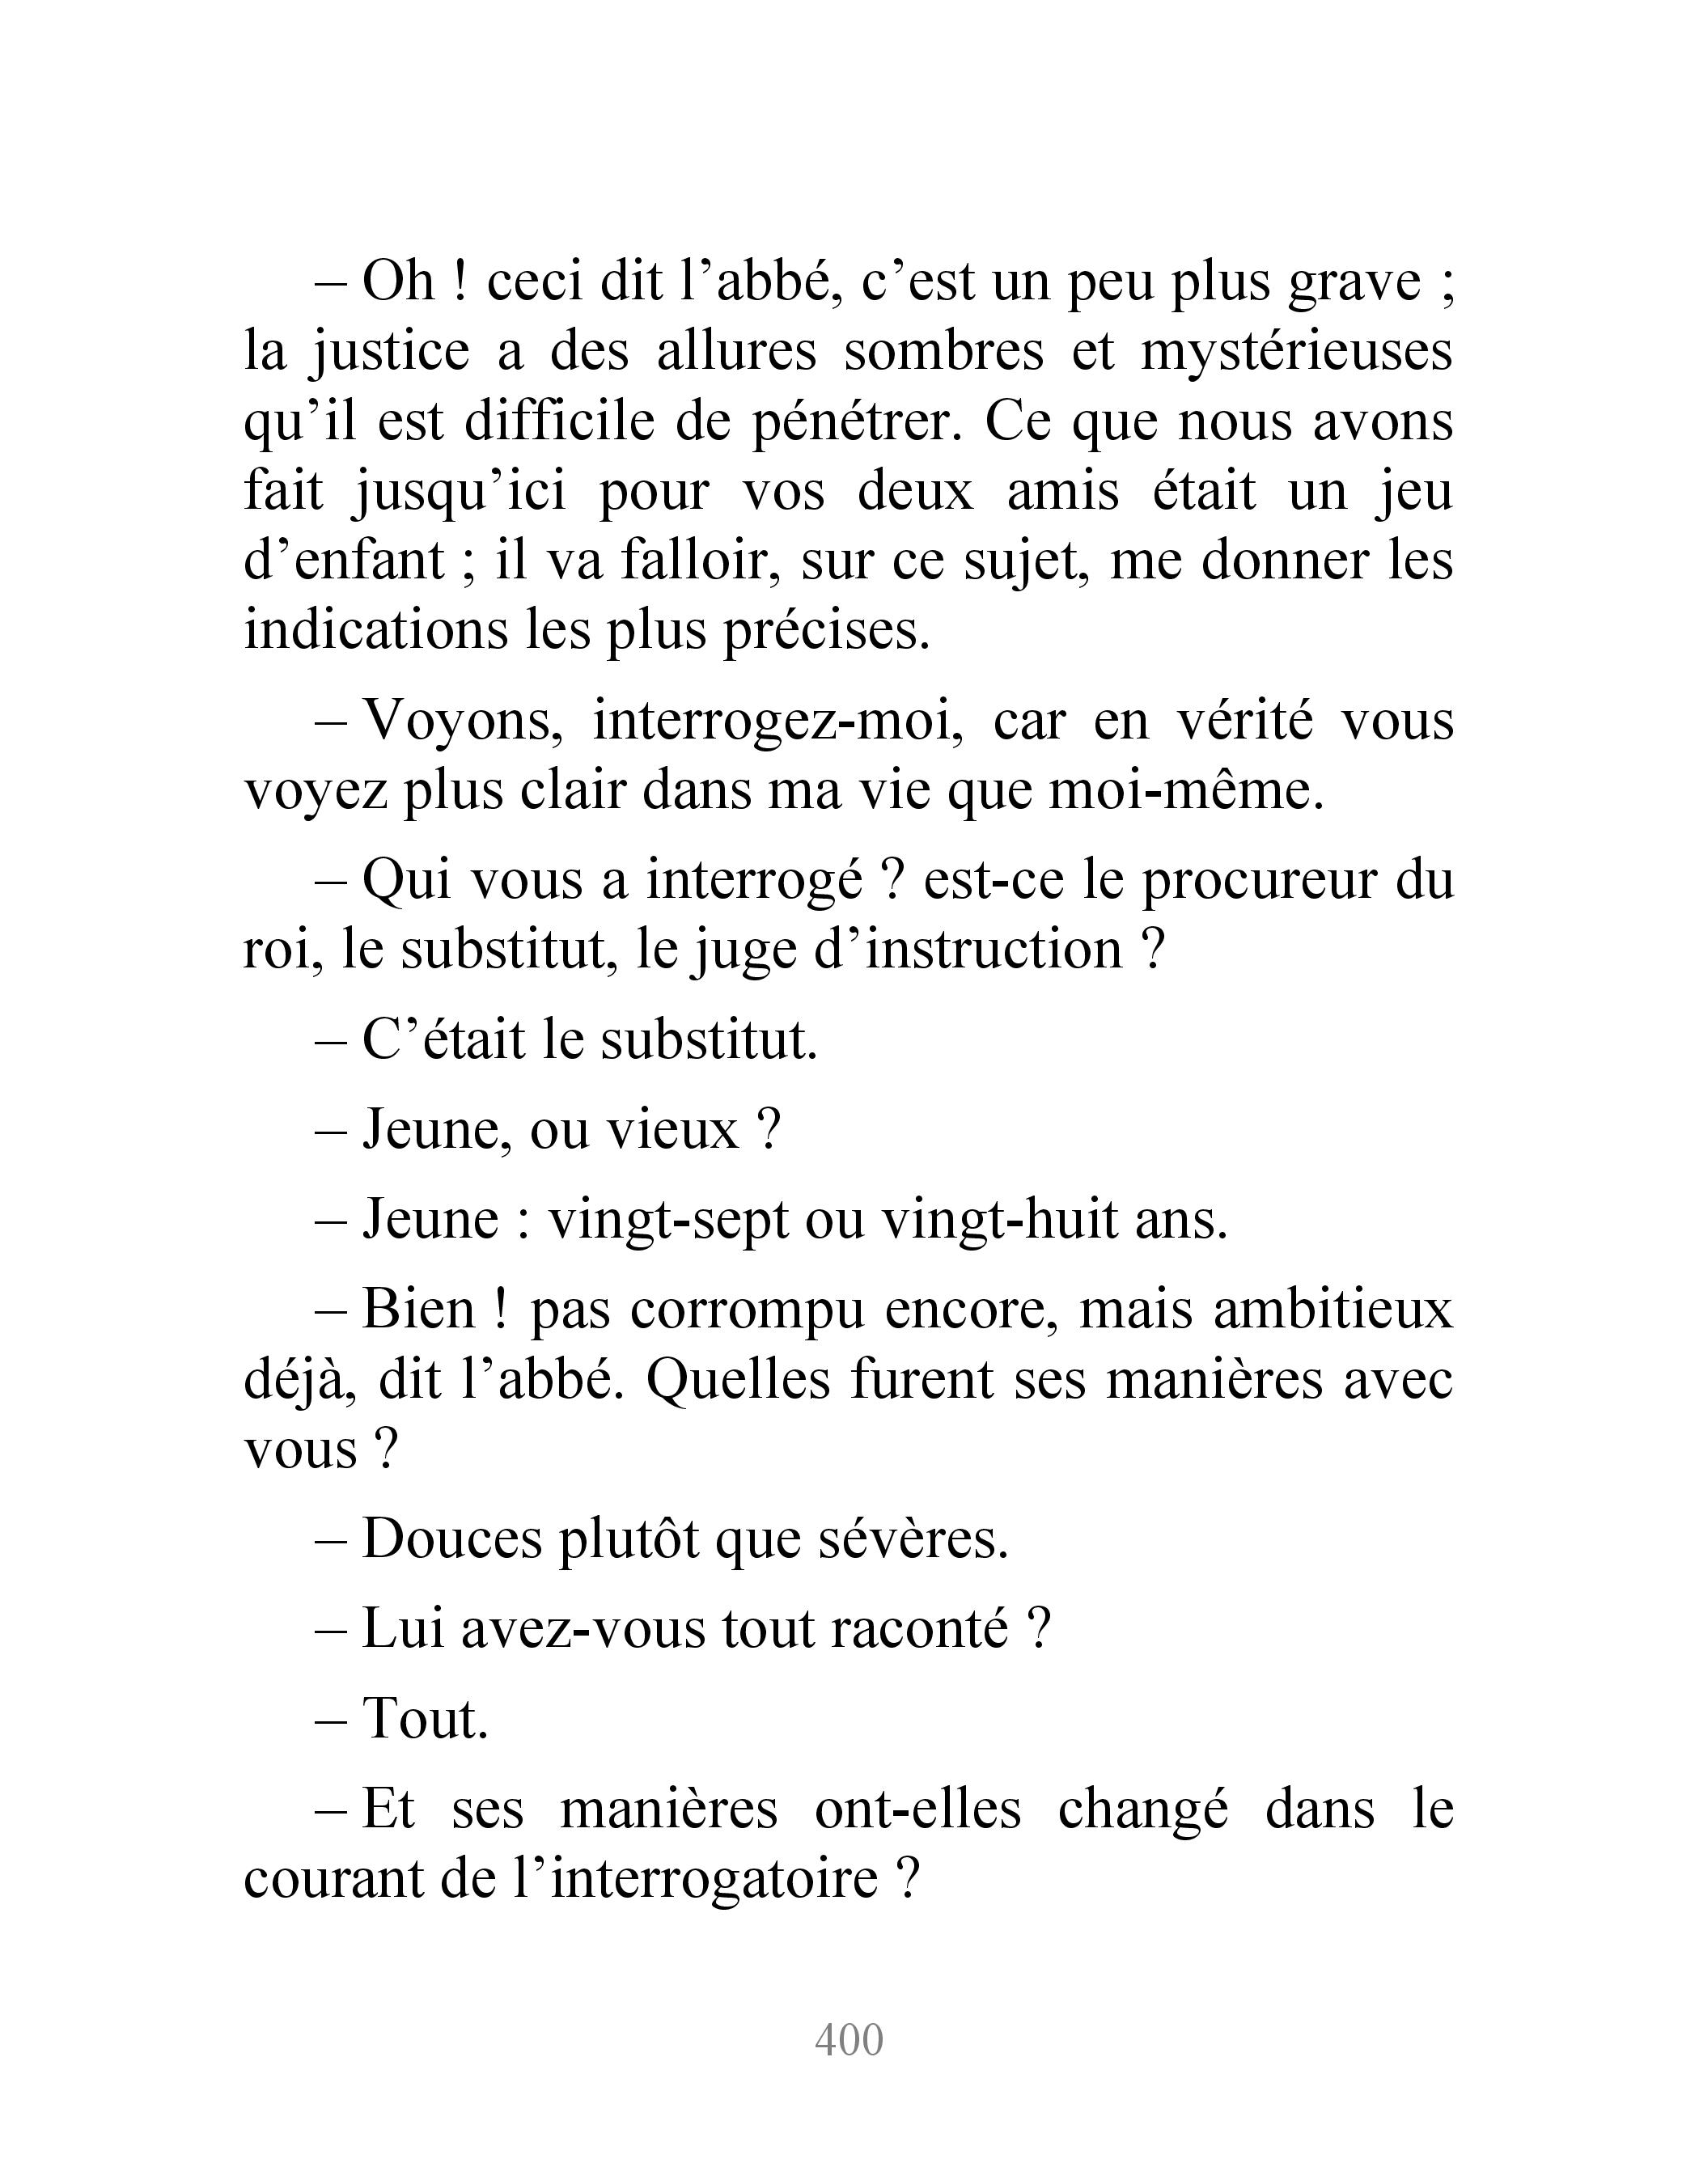 – Oh ! ceci dit l’abbé, c’est un peu plus grave ;
la justice a des allures sombres et mystérieuses
qu’il est difficile de pénétrer. Ce que nous avons
fait jusqu’ici pour vos deux amis était un jeu
d’enfant ; il va falloir, sur ce sujet, me donner les
indications les plus précises.
– Voyons, interrogez-moi, car en vérité vous
voyez plus clair dans ma vie que moi-même.
– Qui vous a interrogé ? est-ce le procureur du
roi, le substitut, le juge d’instruction ?
– C’était le substitut.
– Jeune, ou vieux ?
– Jeune : vingt-sept ou vingt-huit ans.
– Bien ! pas corrompu encore, mais ambitieux
déjà, dit l’abbé. Quelles furent ses manières avec
vous ?
– Douces plutôt que sévères.
– Lui avez-vous tout raconté ?
– Tout.
– Et ses manières ont-elles changé dans le
courant de l’interrogatoire ?
400